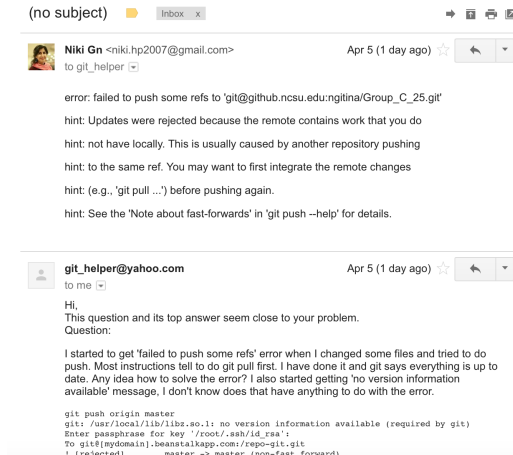 (no subject) Inbox x
Niki Gn <niki.hp2007@gmail.com> Apr 5 (1 day ago)
to git_helper
error: failed to push some refs to 'git@github.ncsu.edu:ngitina/Group_C_25.git'
hint: Updates were rejected because the remote contains work that you do
hint: not have locally. This is usually caused by another repository pushing
hint: to the same ref. You may want to first integrate the remote changes
hint: (e.g., 'git pull ...') before pushing again.
hint: See the 'Note about fast-forwards' in 'git push --help' for details.
git_helper@yahoo.com Apr 5 (1 day ago)
to me
Hi,
This question and its top answer seem close to your problem.
Question:
I started to get 'failed to push some refs' error when I changed some files and tried to do
push. Most instructions tell to do git pull first. I have done it and git says everything is up to
date. Any idea how to solve the error? I also started getting 'no version information
available' message, I don't know does that have anything to do with the error.
git push origin master
git: /usr/local/lib/libz.so.1: no version information available (required by git)
Enter passphrase for key '/root/.ssh/id_rsa':
To git@[mydomain].beanstalkapp.com:/repo-git.git
! [rejected] master -> master (non-fast forward)